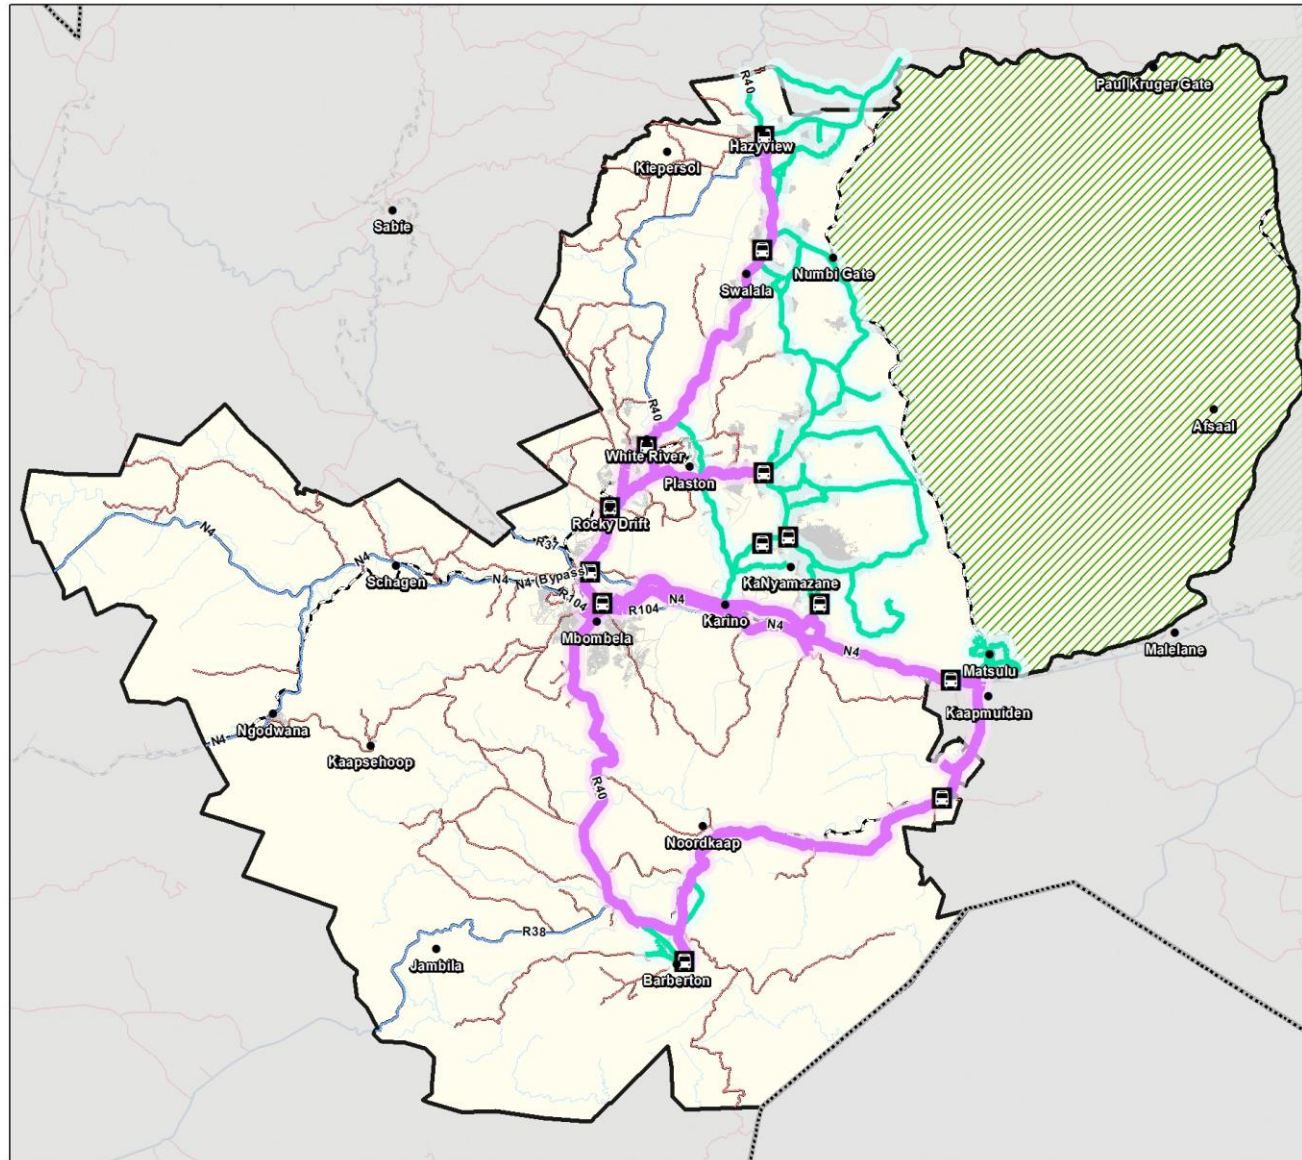 R40
Paul Kruger Gate
Hazyview
Kiepersol
Sabie
Numbi Gate
Swalala
R40
Afsaal
White River
Plaston
Rocky Drift
N4
R37
N4
Schagen
N4
N4 (Bypass)
KaNyamazane
R104
R104
N4
Karino
Mbombela
N4
N4
Malelane
Matsulu
Kaapmuiden
Ngodwana
N4
Kaapsehoop
R40
Noordkaap
R38
Jambila
Barberton